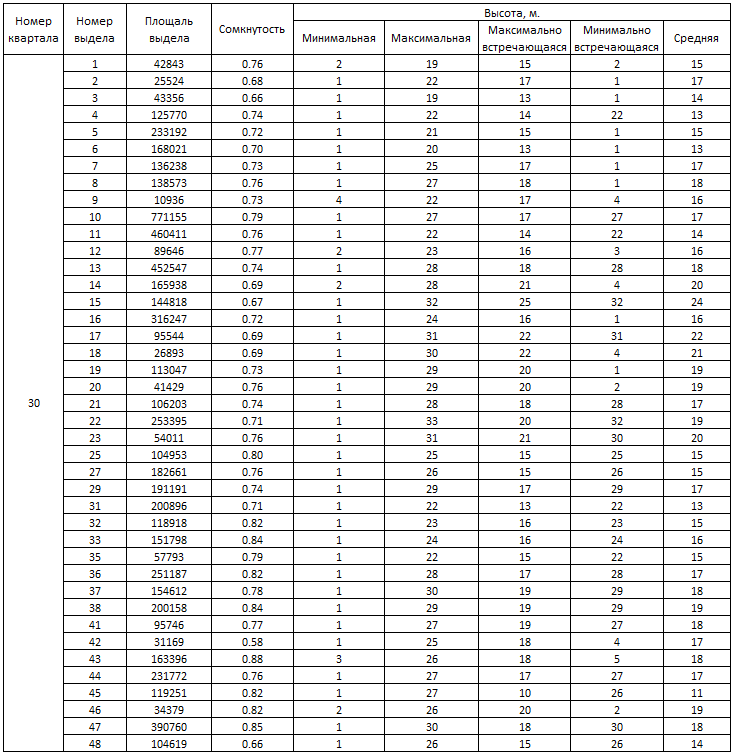 Номер квартала Номер выдела Площаль выдела Сомкнутость Высота, м.
Минимальная Максимальная Максимально встречающаяся Минимально встречающаяся Средняя
1 42843 0.76 2 19 15 2 15
2 25524 0.68 1 22 17 1 17
3 43356 0.66 1 19 13 1 14
4 125770 0.74 1 22 14 22 13
5 233192 0.72 1 21 15 1 15
6 168021 0.70 1 20 13 1 13
7 136238 0.73 1 25 17 1 17
8 138573 0.76 1 27 18 1 18
9 10936 0.73 4 22 17 4 16
10 771155 0.79 1 27 17 27 17
11 460411 0.76 1 22 14 22 14
12 89646 0.77 2 23 16 3 16
13 452547 0.74 1 28 18 28 18
14 165938 0.69 2 28 21 4 20
15 144818 0.67 1 32 25 32 24
16 316247 0.72 1 24 16 1 16
17 95544 0.69 1 31 22 31 22
18 26893 0.69 1 30 22 4 21
19 113047 0.73 1 29 20 1 19
20 41429 0.76 1 29 20 2 19
30 21 106203 0.74 1 28 18 28 17
22 253395 0.71 1 33 20 32 19
23 54011 0.76 1 31 21 30 20
25 104953 0.80 1 25 15 25 15
27 182661 0.76 1 26 15 26 15
29 191191 0.74 1 29 17 29 17
31 200896 0.71 1 22 13 22 13
32 118918 0.82 1 23 16 23 15
33 151798 0.84 1 24 16 24 16
35 57793 0.79 1 22 15 22 15
36 251187 0.82 1 28 17 28 17
37 154612 0.78 1 30 19 29 18
38 200158 0.84 1 29 19 29 19
41 95746 0.77 1 27 19 27 18
42 31169 0.58 1 25 18 4 17
43 163396 0.88 3 26 18 5 18
44 231772 0.76 1 27 17 27 17
45 119251 0.82 1 27 10 26 11
46 34379 0.82 2 26 20 2 19
47 390760 0.85 1 30 18 30 18
48 104619 0.66 1 26 15 26 14